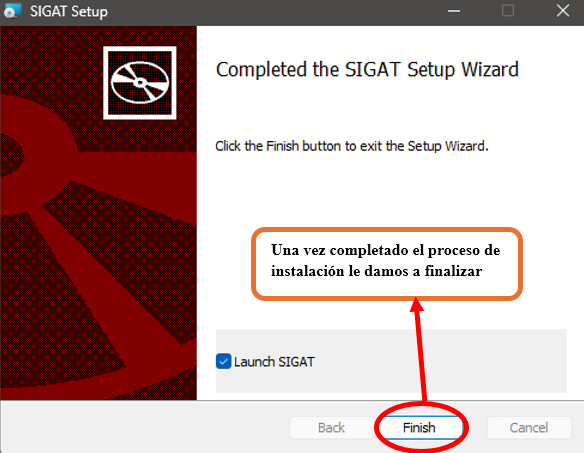 SIGAT Setup
Completed the SIGAT Setup Wizard
Click the Finish button to exit the Setup Wizard.
Una vez completado el proceso de
instalación le damos a finalizar
Launch SIGAT
Back Finish Cancel